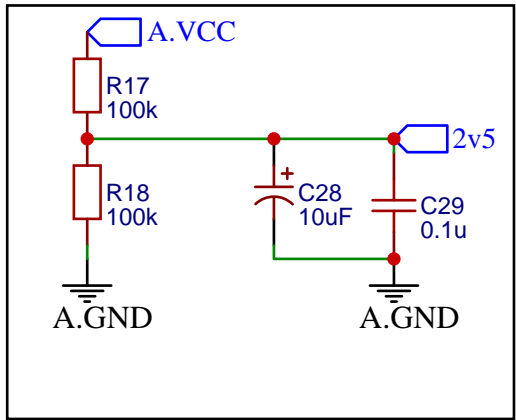 A.VCC
R17
100k
2v5
R18
100k
+
C28
10uF
C29
0.1u
A.GND
A.GND